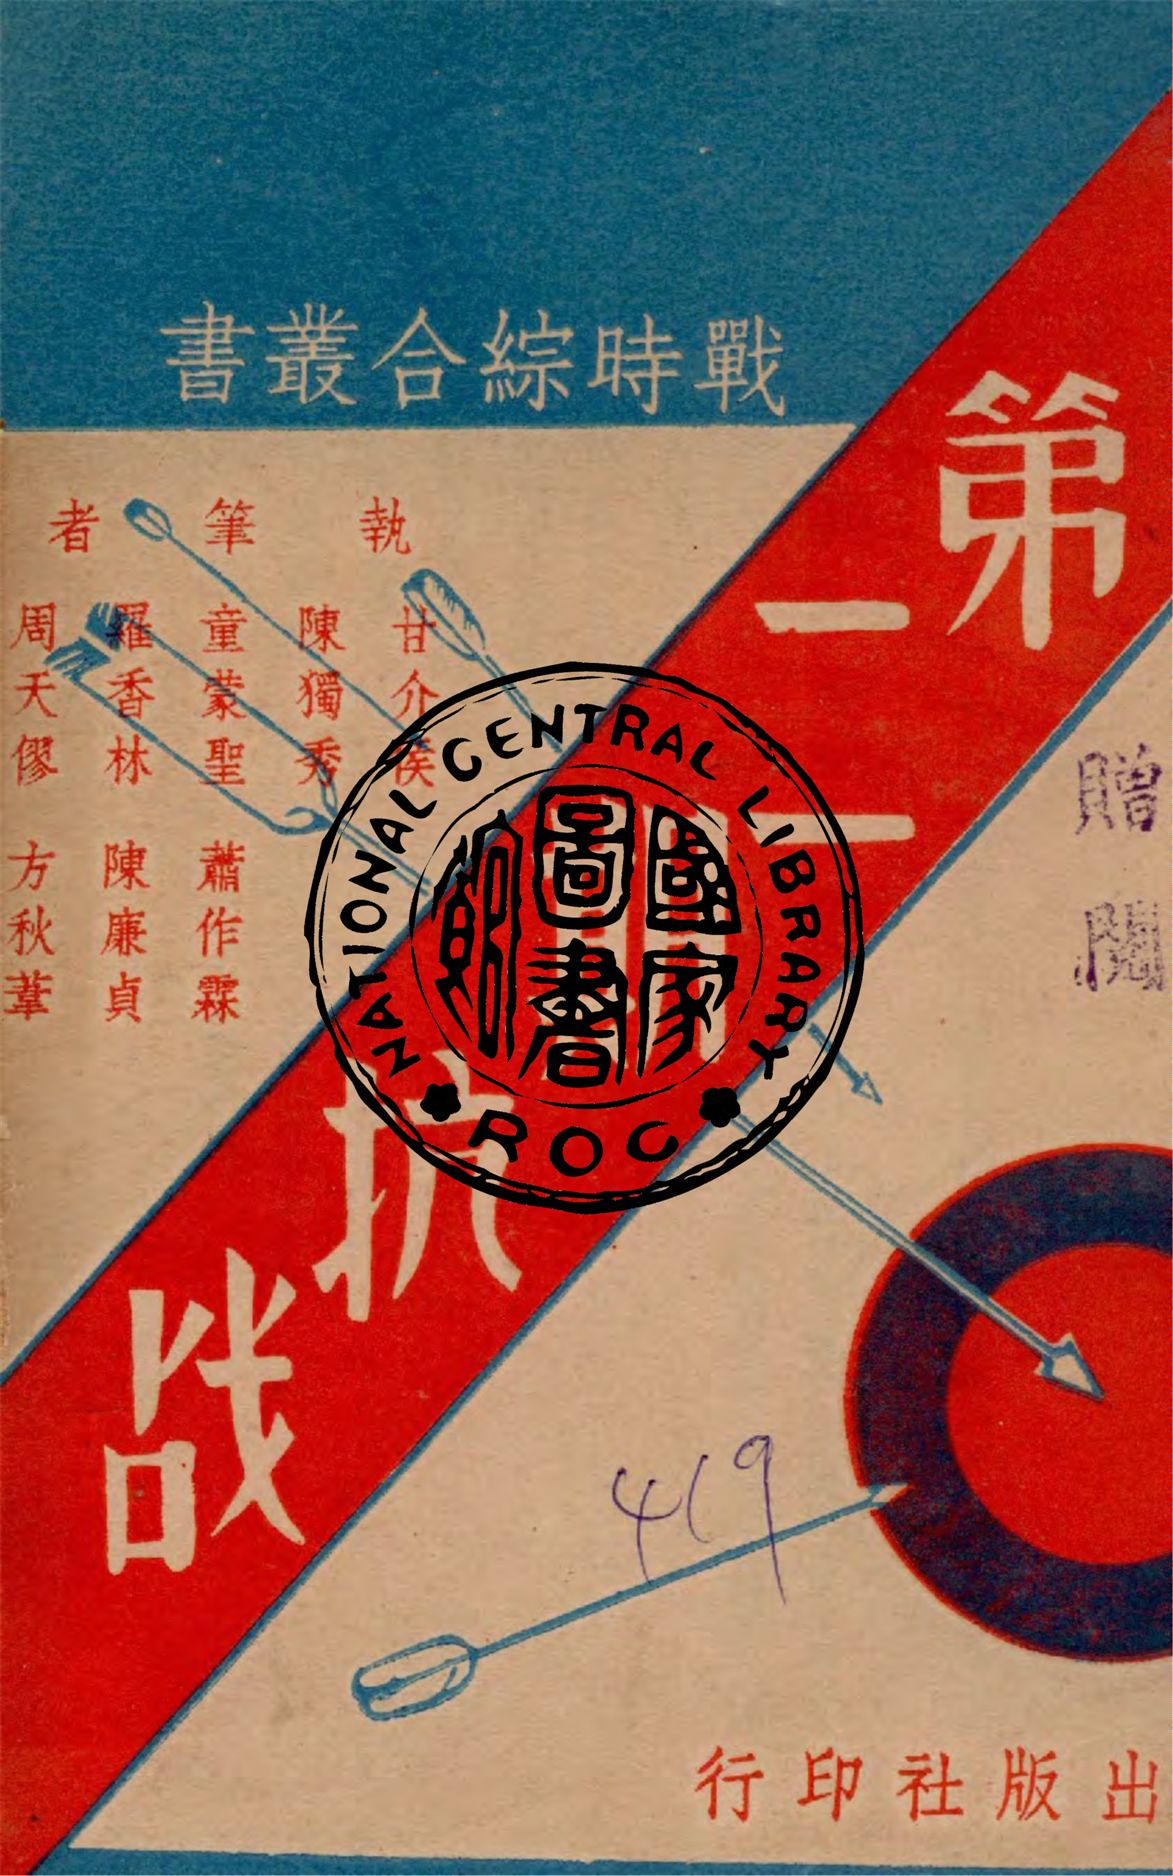 戰時綜合叢書
第二期抗战
執筆者
甘介侯
陳獨秀
童蒙聖
羅香林
周天僇
蕭作霖
陳廉貞
方秋葦
贈閱
NATIONAL CENTRAL LIBRARY
國家
圖書
館
ROC
419
出版社印行